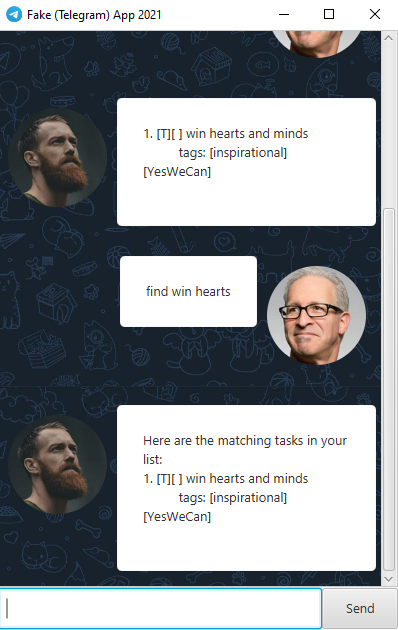 Fake (Telegram) App 2021
1. [T][ ] win hearts and minds
tags: [inspirational]
[YesWeCan]
find win hearts
Here are the matching tasks in your
list:
1. [T][ ] win hearts and minds
tags: [inspirational]
[YesWeCan]
Send